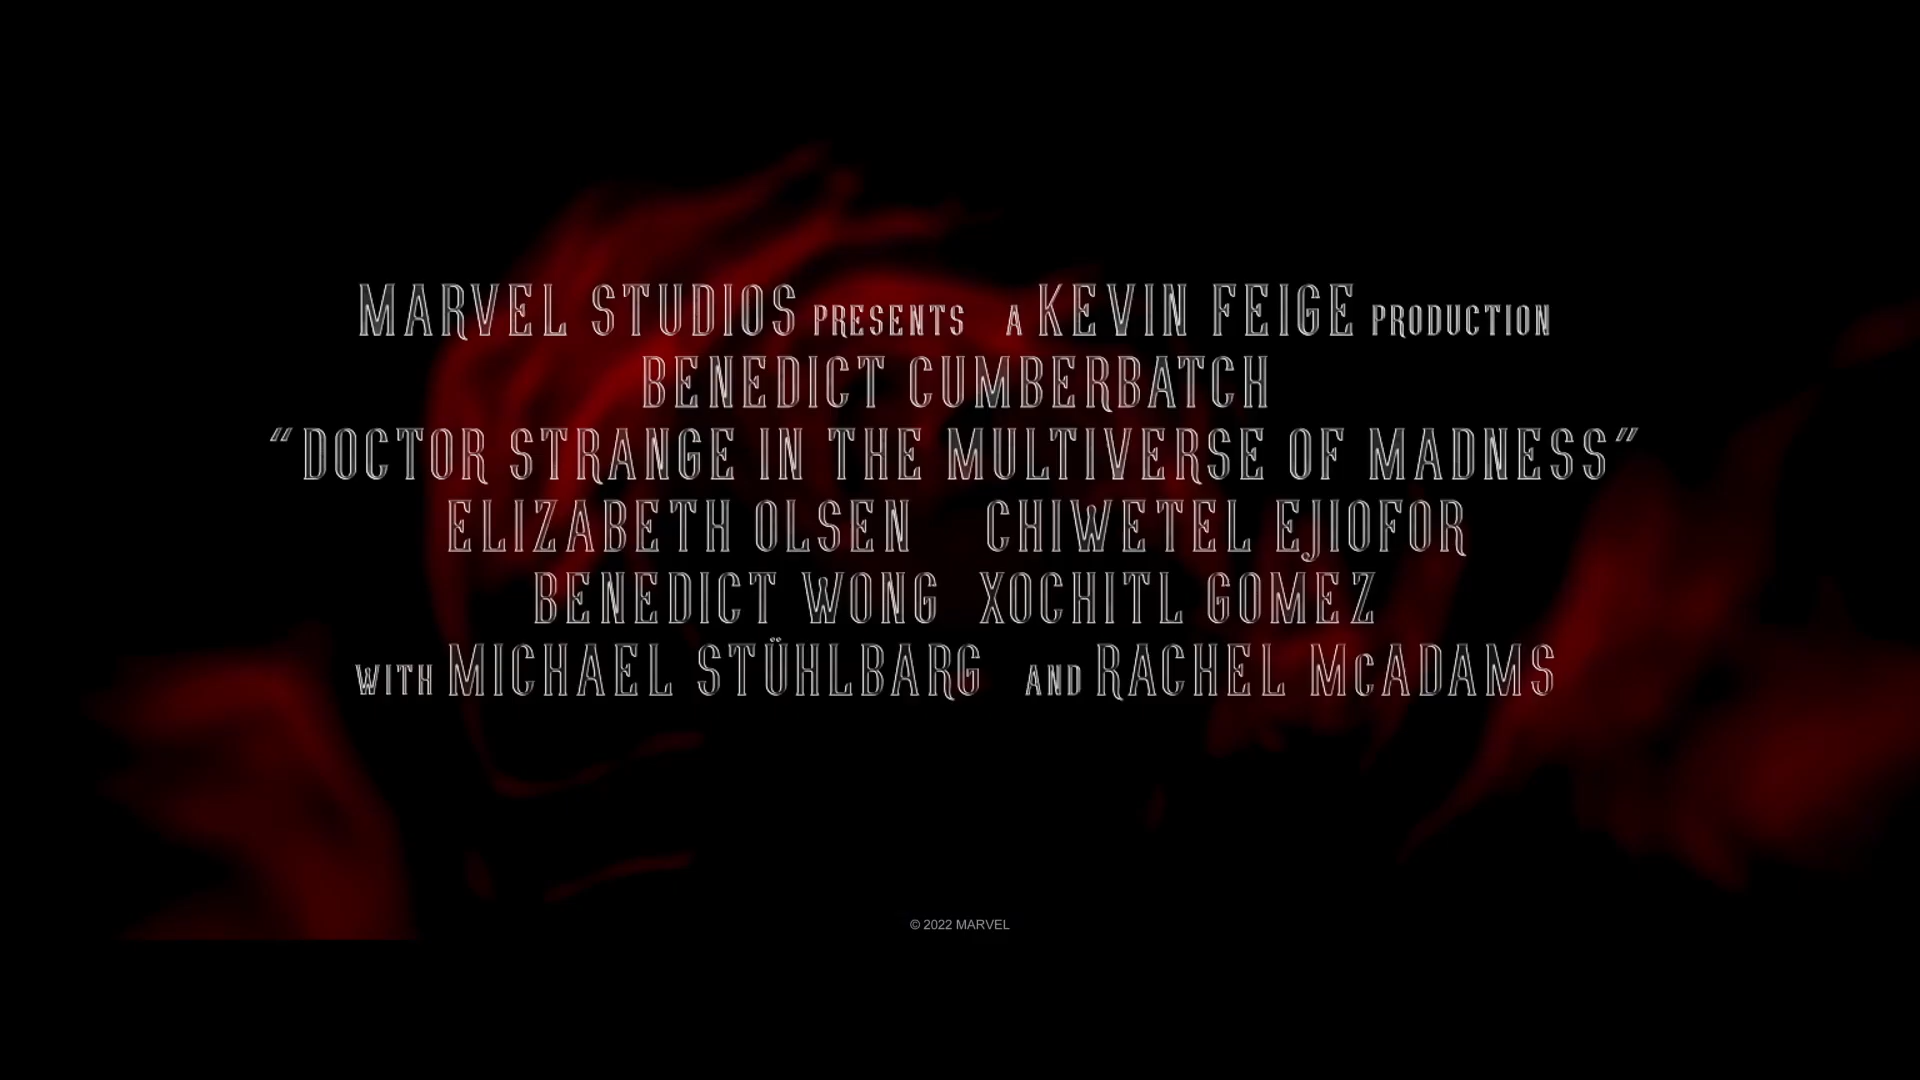 MARVEL STUDIOS PRESENTS A KEVIN FEIGE PRODUCTION
BENEDICT CUMBERBATCH
“DOCTOR STRANGE IN THE MULTIVERSE OF MADNESS”
ELIZABETH OLSEN CHIWETEL EJIOFOR
BENEDICT WONG XOCHITL GOMEZ
WITH MICHAEL STÜHLBARG AND RACHEL McADAMS
© 2022 MARVEL